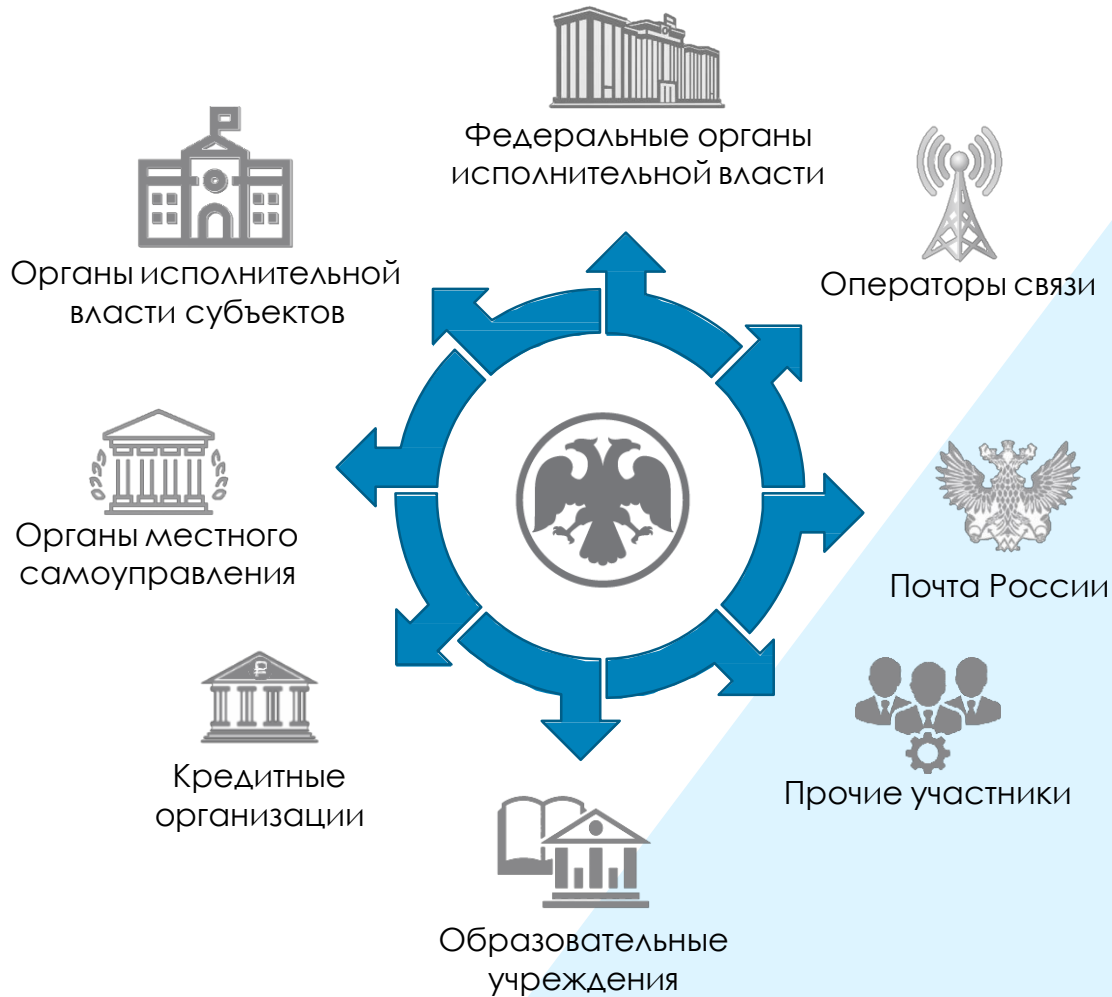 Федеральные органы
исполнительной власти
Операторы связи
Органы исполнительной
власти субъектов
Органы местного
самоуправления
Почта России
Кредитные
организации
Прочие участники
Образовательные
учреждения